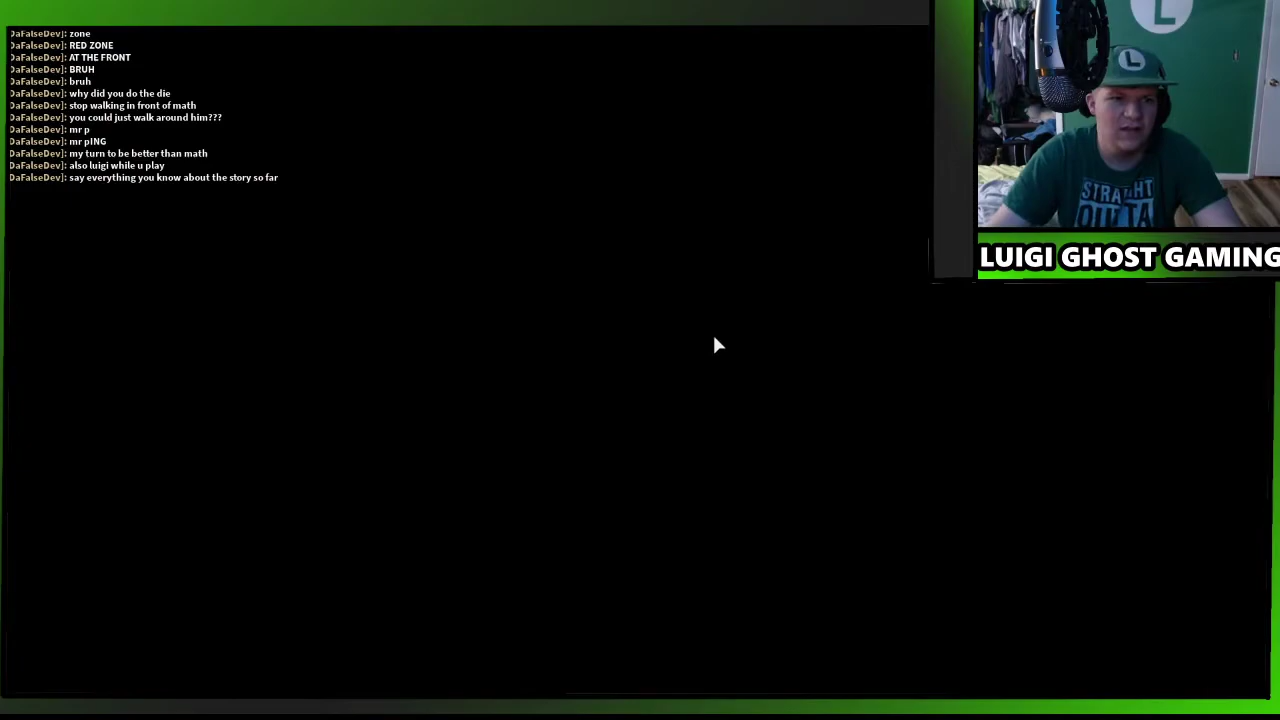 DaFalseDev]: zone
DaFalseDev]: RED ZONE
DaFalseDev]: AT THE FRONT
DaFalseDev]: BRUH
DaFalseDev]: bruh
DaFalseDev]: why did you do the die
DaFalseDev]: stop walking in front of math
DaFalseDev]: you could just walk around him???
DaFalseDev]: mr p
DaFalseDev]: mr pING
DaFalseDev]: my turn to be better than math
DaFalseDev]: also luigi while u play
DaFalseDev]: say everything you know about the story so far
L
L
STRAIGHT
OUTTA
LUIGI GHOST GAMING